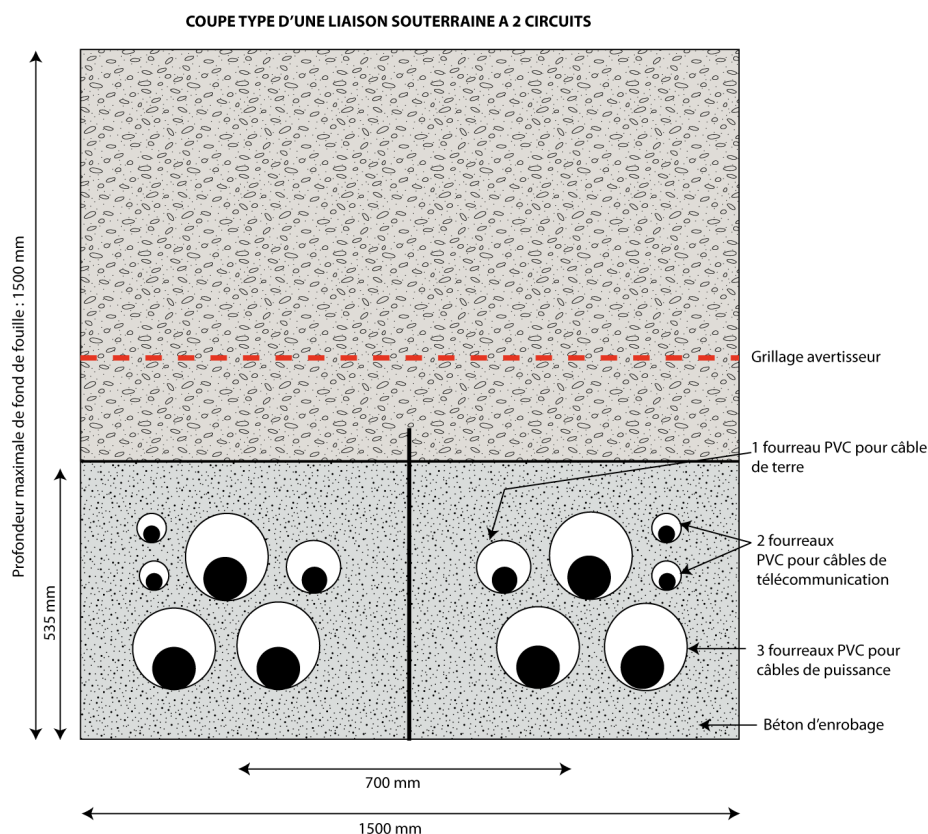 COUPE TYPE D'UNE LIAISON SOUTERRAINE A 2 CIRCUITS
Profondeur maximale de fond de fouille : 1500 mm
Grillage avertisseur
1 fourreau PVC pour câble
de terre
2 fourreaux
PVC pour câbles de
télécommunication
535 mm
3 fourreaux PVC pour
câbles de puissance
Béton d'enrobage
700 mm
1500 mm